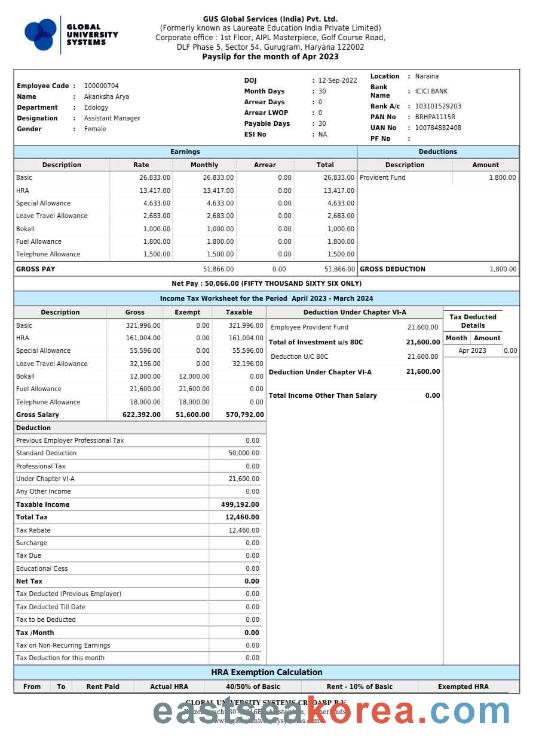 GLOBAL
UNIVERSITY
SYSTEMS
GUS Global Services (India) Pvt. Ltd.
(Formerly known as Laureate Education India Private Limited)
Corporate office : 1st Floor, AIPL Masterpiece, Golf Course Road,
DLF Phase 5, Sector 54, Gurugram, Haryana 122002
Payslip for the month of Apr 2023
Employee Code : 100000704
Name : Akanksha Arya
Department : Edology
Designation : Assistant Manager
Gender : Female
DOJ : 12-Sep-2022
Month Days : 30
Arrear Days : 0
Arrear LWOP : 0
Payable Days : 30
ESI No : NA
Location : Naraina
Bank Name : ICICI BANK
Bank A/c : 103101529203
PAN No : BRHPA1115R
UAN No : 100784882408
PF No :
Earnings Deductions
Description Rate Monthly Arrear Total Description Amount
Basic 26,833.00 26,833.00 0.00 26,833.00 Provident Fund 1,800.00
HRA 13,417.00 13,417.00 0.00 13,417.00
Special Allowance 4,633.00 4,633.00 0.00 4,633.00
Leave Travel Allowance 2,683.00 2,683.00 0.00 2,683.00
Bokall 1,000.00 1,000.00 0.00 1,000.00
Fuel Allowance 1,800.00 1,800.00 0.00 1,800.00
Telephone Allowance 1,500.00 1,500.00 0.00 1,500.00
GROSS PAY 51,866.00 0.00 51,866.00 GROSS DEDUCTION 1,800.00
Net Pay : 50,066.00 (FIFTY THOUSAND SIXTY SIX ONLY)
Income Tax Worksheet for the Period April 2023 - March 2024
Description Gross Exempt Taxable Deduction Under Chapter VI-A Tax Deducted Details
Basic 321,996.00 0.00 321,996.00 Employee Provident Fund 21,600.00
HRA 161,004.00 0.00 161,004.00 Total of Investment u/s 80C 21,600.00 Month Amount
Special Allowance 55,596.00 0.00 55,596.00 Deduction U/C 80C 21,600.00 Apr 2023 0.00
Leave Travel Allowance 32,196.00 0.00 32,196.00
Bokall 12,000.00 12,000.00 0.00 Deduction Under Chapter VI-A 21,600.00
Fuel Allowance 21,600.00 21,600.00 0.00
Telephone Allowance 18,000.00 18,000.00 0.00 Total Income Other Than Salary 0.00
Gross Salary 622,392.00 51,600.00 570,792.00
Deduction
Previous Employer Professional Tax 0.00
Standard Deduction 50,000.00
Professional Tax 0.00
Under Chapter VI-A 21,600.00
Any Other Income 0.00
Taxable Income 499,192.00
Total Tax 12,460.00
Tax Rebate 12,460.00
Surcharge 0.00
Tax Due 0.00
Educational Cess 0.00
Net Tax 0.00
Tax Deducted (Previous Employer) 0.00
Tax Deducted Till Date 0.00
Tax to be Deducted 0.00
Tax /Month 0.00
Tax on Non-Recurring Earnings 0.00
Tax Deduction for this month 0.00
HRA Exemption Calculation
From To Rent Paid Actual HRA 40/50% of Basic Rent - 10% of Basic Exempted HRA
GLOBAL UNIVERSITY SYSTEMS
eastseakorea.com